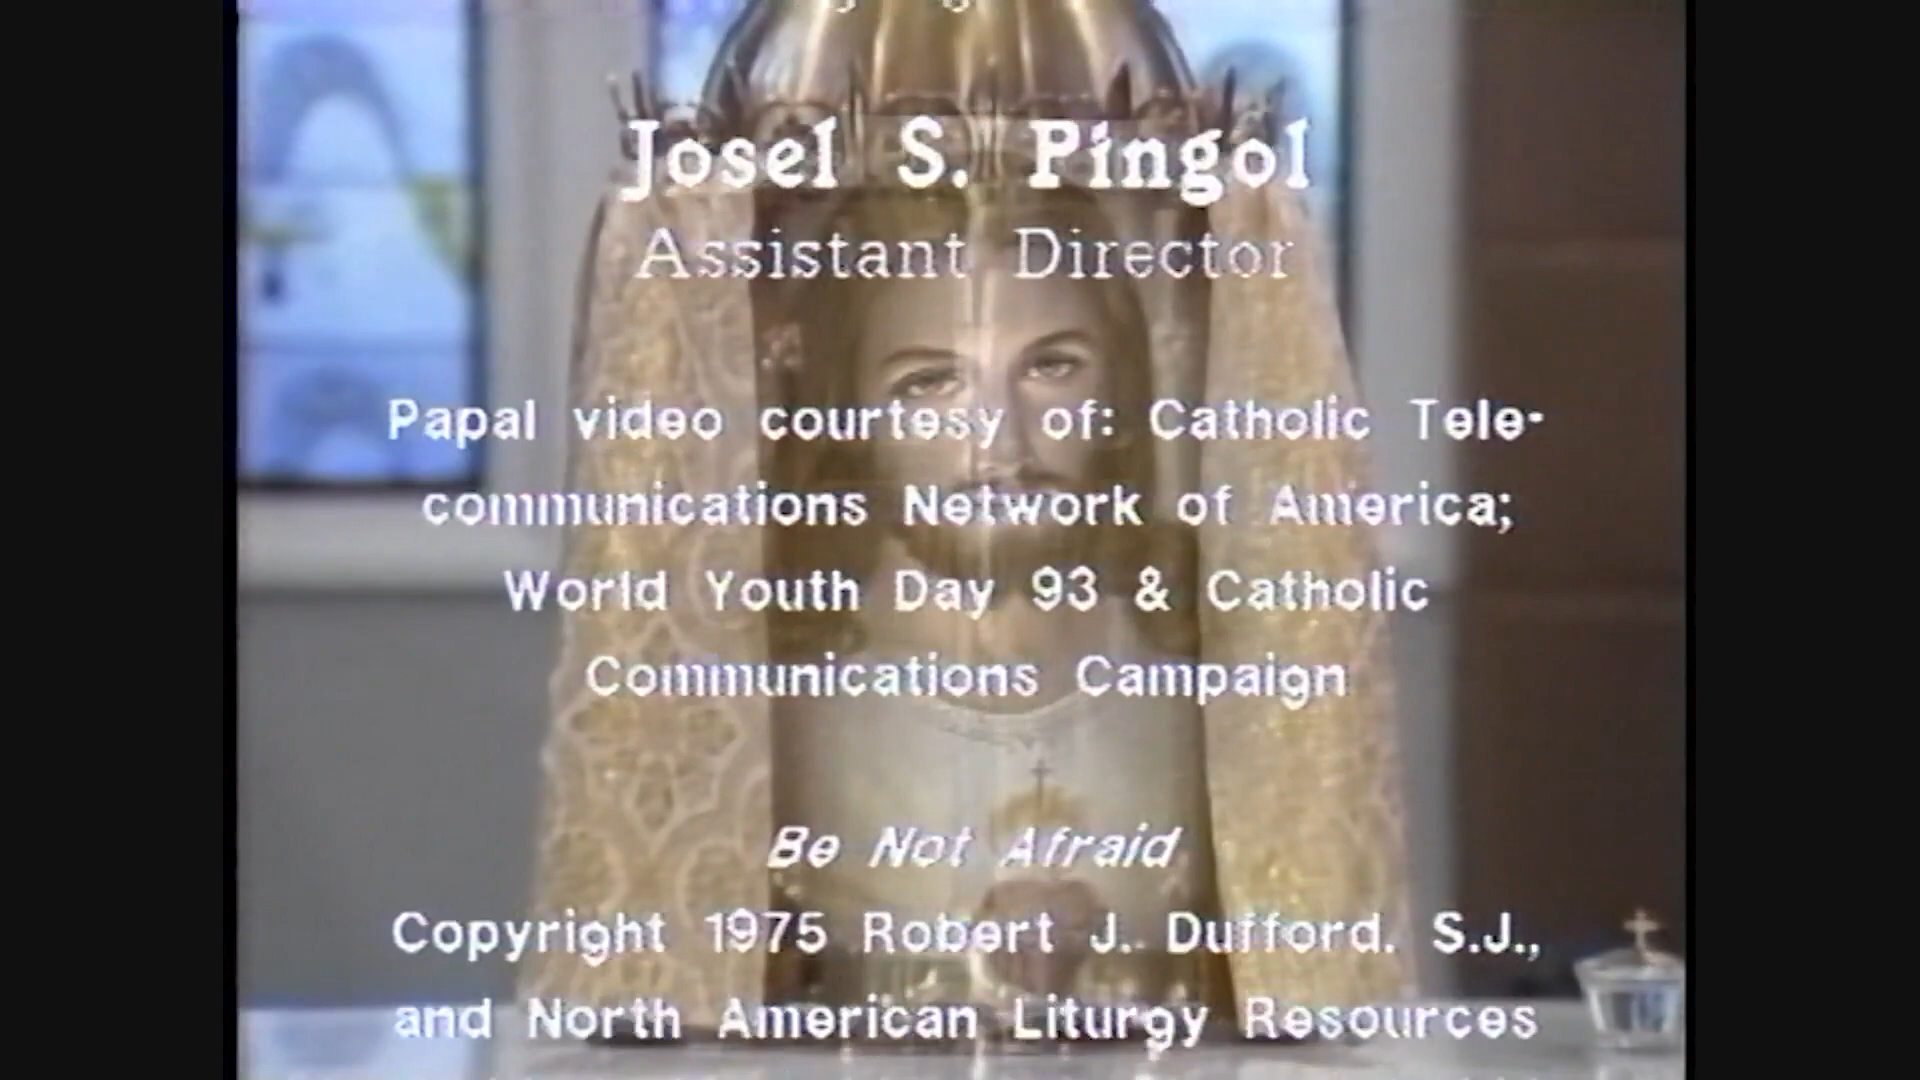 Josel S. Pingol
Assistant Director
Papal video courtesy of: Catholic Tele-
communications Network of America;
World Youth Day 93 & Catholic
Communications Campaign
Be Not Afraid
Copyright 1975 Robert J. Dufford. S.J.,
and North American Liturgy Resources